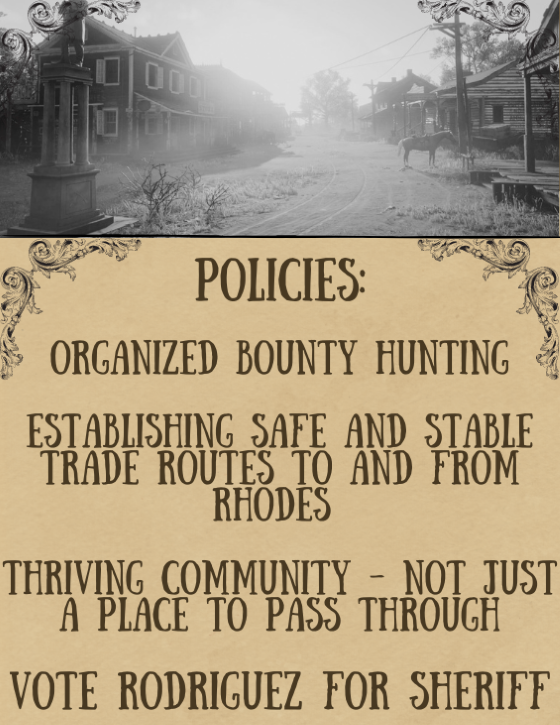 POLICIES:
ORGANIZED BOUNTY HUNTING
ESTABLISHING SAFE AND STABLE
TRADE ROUTES TO AND FROM
RHODES
THRIVING COMMUNITY - NOT JUST
A PLACE TO PASS THROUGH
VOTE RODRIGUEZ FOR SHERIFF